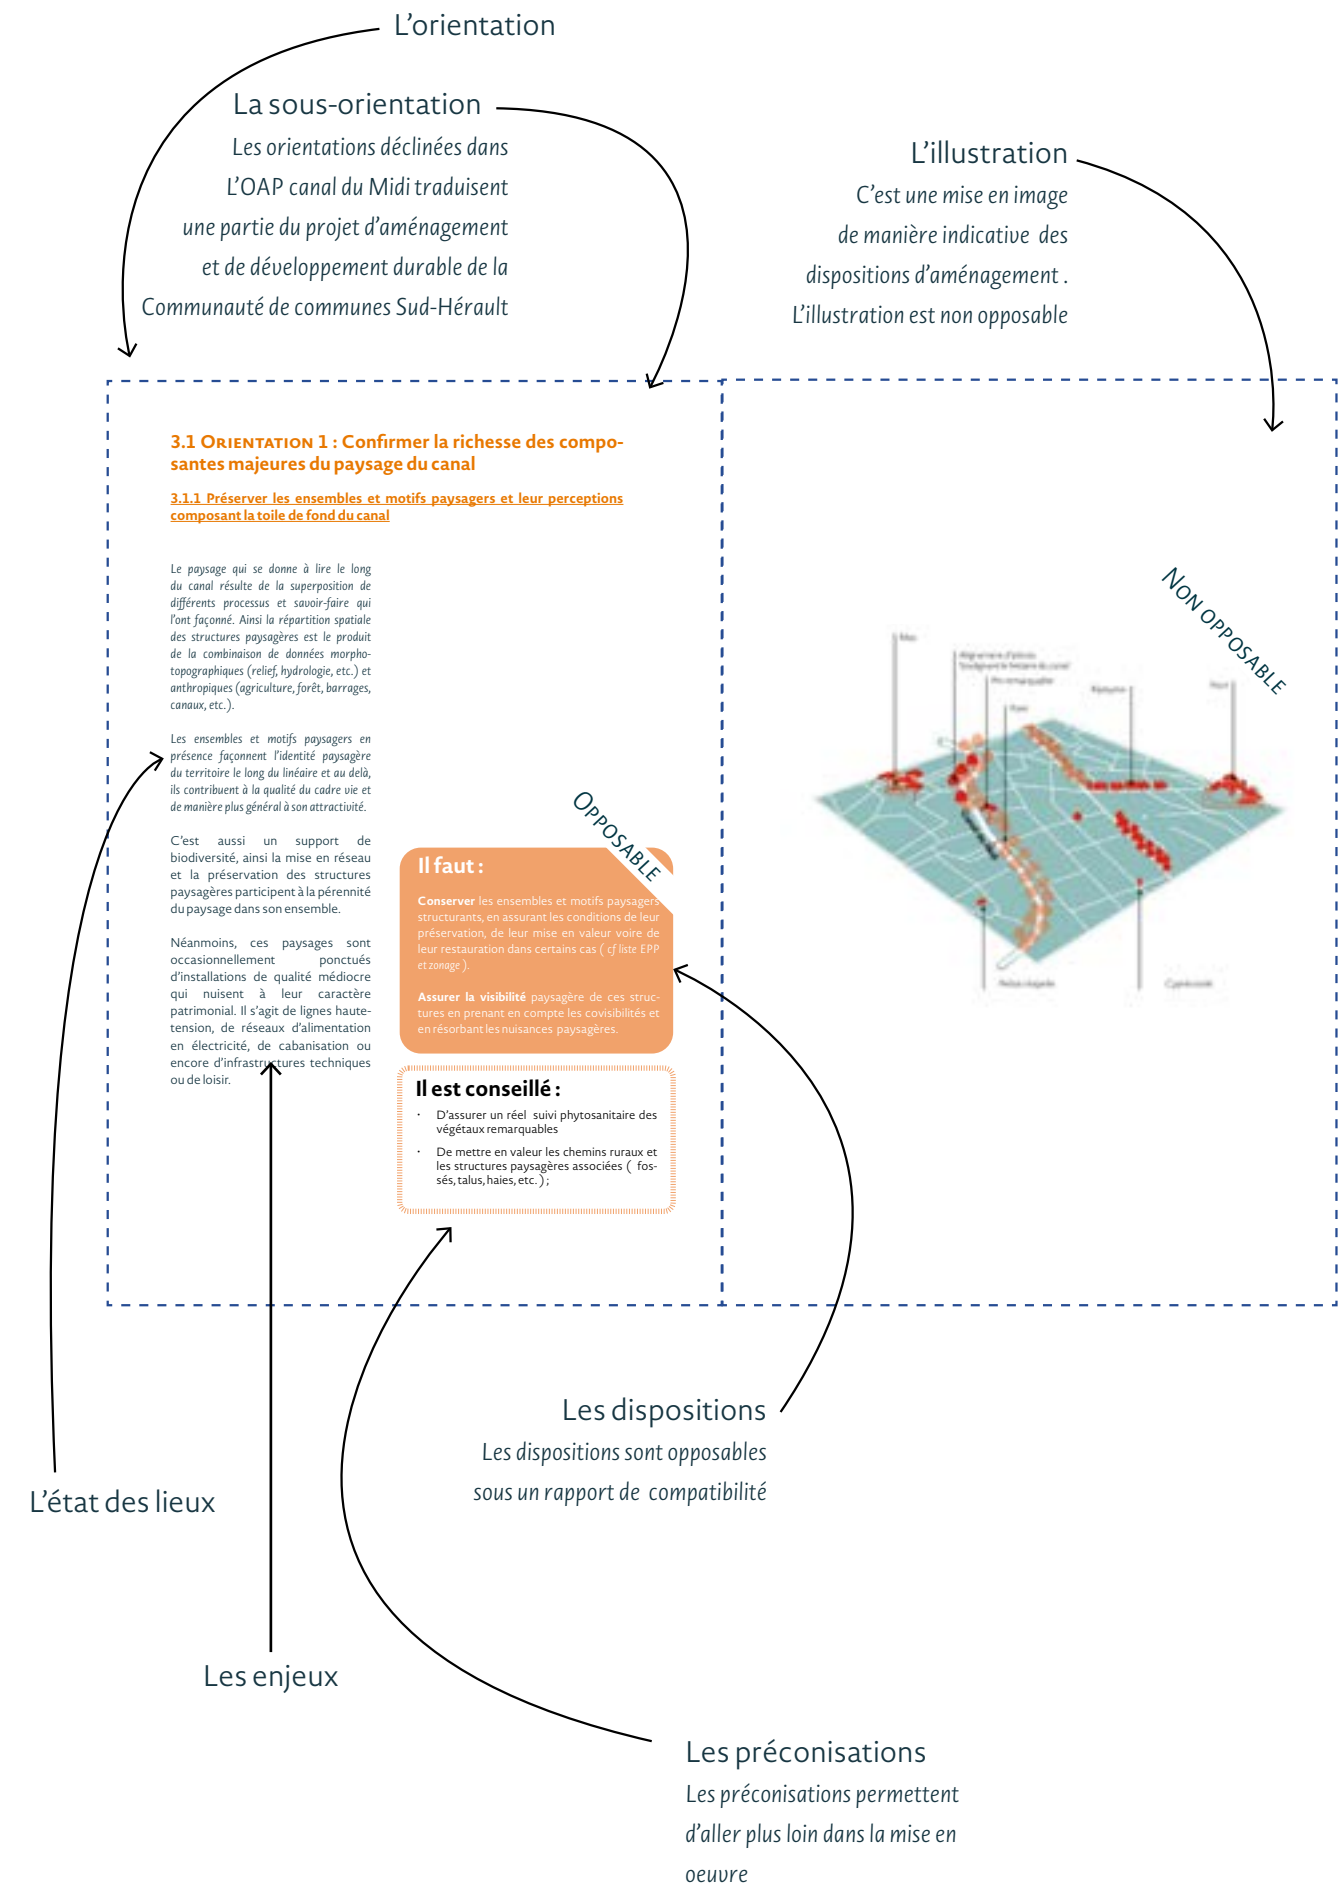 L’orientation
La sous-orientation
Les orientations déclinées dans
L’OAP canal du Midi traduisent
une partie du projet d’aménagement
et de développement durable de la
Communauté de communes Sud-Hérault
L’illustration
C’est une mise en image
de manière indicative des
dispositions d’aménagement .
L’illustration est non opposable
3.1 Orientation 1 : Confirmer la richesse des compo-
santes majeures du paysage du canal
3.1.1 Préserver les ensembles et motifs paysagers et leur perceptions
composant la toile de fond du canal
Le paysage qui se donne à lire le long
du canal résulte de la superposition de
différents processus et savoir-faire qui
l’ont façonné. Ainsi la répartition spatiale
des structures paysagères est le produit
de la combinaison de données morpho-
topographiques (relief, hydrologie, etc.) et
anthropiques (agriculture, forêt, barrages,
canaux, etc.).
Les ensembles et motifs paysagers en
présence façonnent l’identité paysagère
du territoire le long du linéaire et au delà,
ils contribuent à la qualité du cadre vie et
de manière plus général à son attractivité.
C’est aussi un support de
biodiversité, ainsi la mise en réseau
et la préservation des structures
paysagères participent à la pérennité
du paysage dans son ensemble.
Néanmoins, ces paysages sont
occasionnellement ponctués
d’installations de qualité médiocre
qui nuisent à leur caractère
patrimonial. Il s’agit de lignes haute-
tension, de réseaux d’alimentation
en électricité, de cabanisation ou
encore d’infrastructures techniques
ou de loisir.
Opposable
Il faut :
Conserver les ensembles et motifs paysagers
structurants, en assurant les conditions de leur
préservation, de leur mise en valeur voire de
leur restauration dans certains cas ( cf liste EPP
et zonage ).
Assurer la visibilité paysagère de ces struc-
tures en prenant en compte les covisibilités et
en résorbant les nuisances paysagères.
Il est conseillé :
· D’assurer un réel suivi phytosanitaire des
végétaux remarquables
· De mettre en valeur les chemins ruraux et
les structures paysagères associées ( fos-
sés, talus, haies, etc. ) ;
Non opposable
Les dispositions
Les dispositions sont opposables
sous un rapport de compatibilité
L’état des lieux
Les enjeux
Les préconisations
Les préconisations permettent
d’aller plus loin dans la mise en
oeuvre